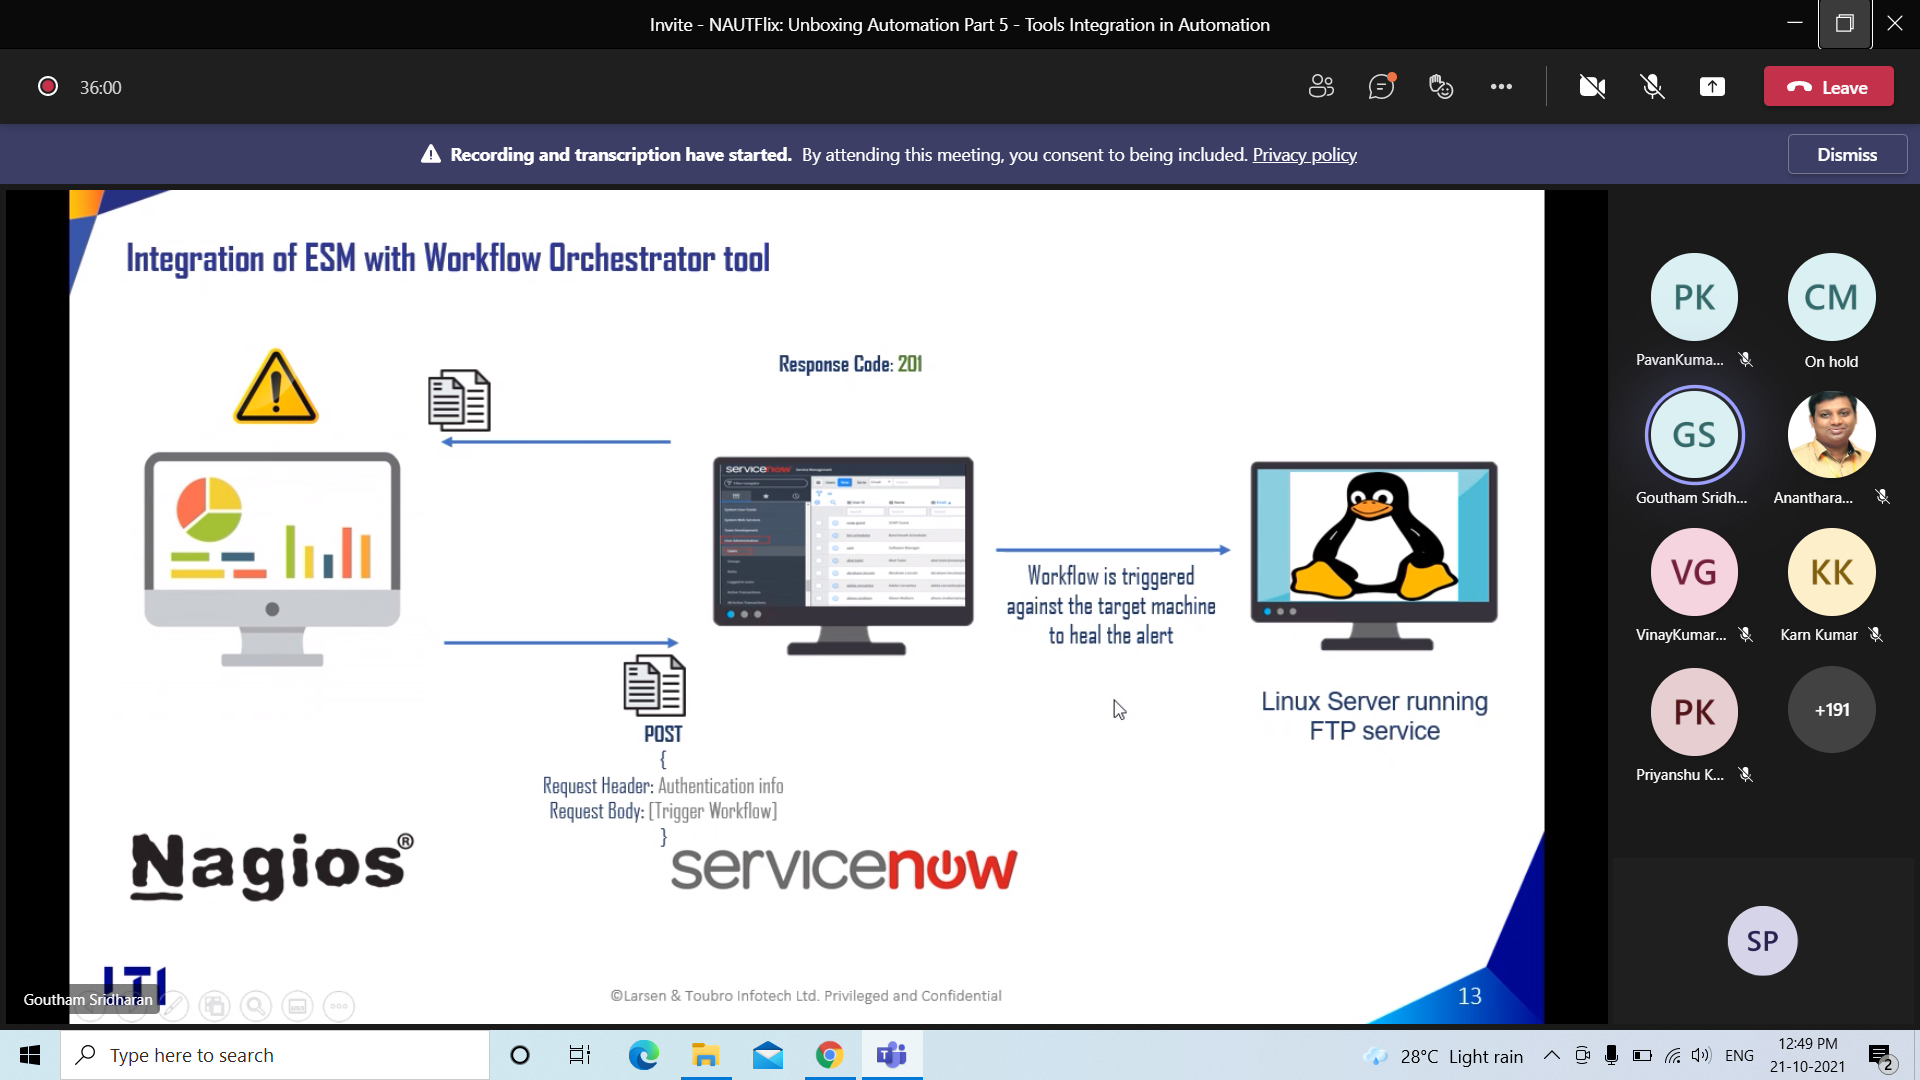 Invite - NAUTFlix: Unboxing Automation Part 5 - Tools Integration in Automation
36:00
Leave
Recording and transcription have started. By attending this meeting, you consent to being included. Privacy policy
Dismiss
Integration of ESM with Workflow Orchestrator tool
Response Code: 201
servicenow Service Management
Workflow is triggered
against the target machine
to heal the alert
Linux Server running
FTP service
POST
{
Request Header: Authentication info
Request Body: [Trigger Workflow]
}
Nagios®
servicenow
LTI
Goutham Sridharan
©Larsen & Toubro Infotech Ltd. Privileged and Confidential
13
PK
PavanKuma...
CM
On hold
GS
Goutham Sridh...
Anantharam...
VG
VinayKumar...
KK
Karn Kumar
PK
Priyanshu K...
+191
SP
Type here to search
28°C Light rain
ENG
12:49 PM
21-10-2021
2